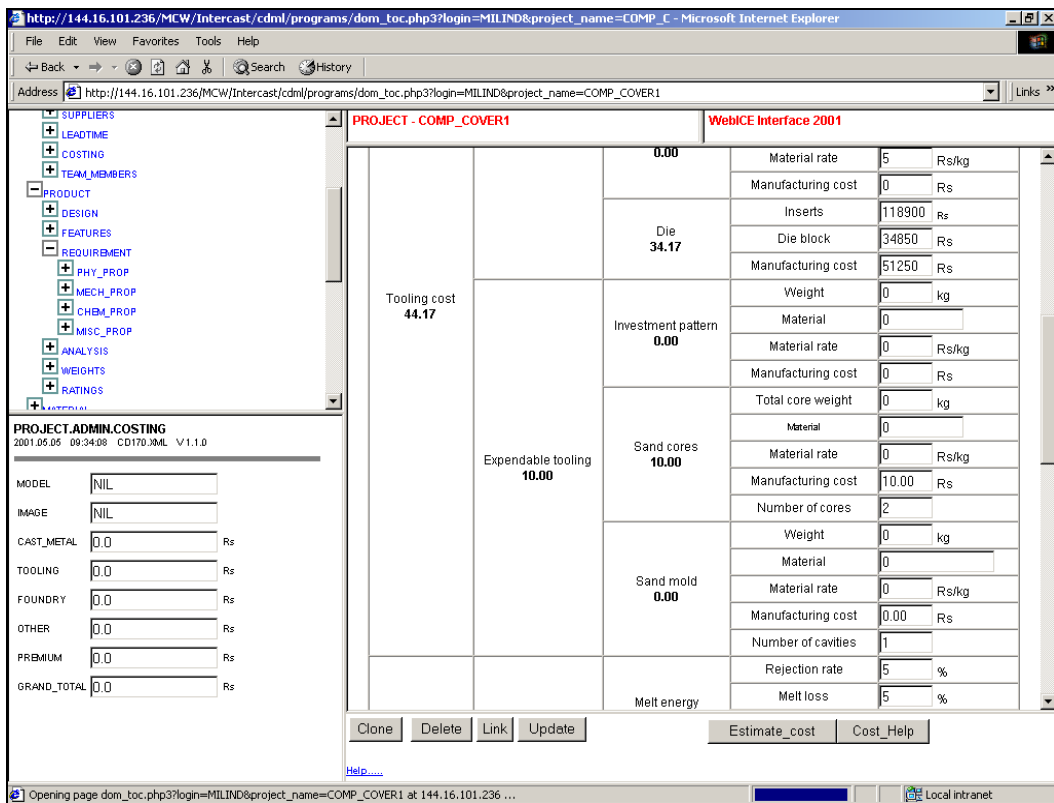 http://144.16.101.236/MCW/Intercast/cdml/programs/dom_toc.php3?login=MILIND&project_name=COMP_C - Microsoft Internet Explorer
File Edit View Favorites Tools Help
Back Search History
Address http://144.16.101.236/MCW/Intercast/cdml/programs/dom_toc.php3?login=MILIND&project_name=COMP_COVER1 Links »
SUPPLIERS
LEADTIME
COSTING
TEAM_MEMBERS
PRODUCT
DESIGN
FEATURES
REQUIREMENT
PHY_PROP
MECH_PROP
CHEM_PROP
MISC_PROP
ANALYSIS
WEIGHTS
RATINGS
MATERIAL
PROJECT.ADMIN.COSTING
2001.05.05 09:34:08 CD170.XML V 1.1.0
MODEL NIL
IMAGE NIL
CAST_METAL 0.0 Rs
TOOLING 0.0 Rs
FOUNDRY 0.0 Rs
OTHER 0.0 Rs
PREMIUM 0.0 Rs
GRAND_TOTAL 0.0 Rs
PROJECT - COMP_COVER1 WebICE Interface 2001
0.00
Material rate 5 Rs/kg
Manufacturing cost 0 Rs
Tooling cost
44.17
Die
34.17
Inserts 118900 Rs
Die block 34850 Rs
Manufacturing cost 51250 Rs
Expendable tooling
10.00
Investment pattern
0.00
Weight 0 kg
Material 0
Material rate 0 Rs/kg
Manufacturing cost 0 Rs
Sand cores
10.00
Total core weight 0 kg
Material 0
Material rate 0 Rs/kg
Manufacturing cost 10.00 Rs
Number of cores 2
Sand mold
0.00
Weight 0 kg
Material 0
Material rate 0 Rs/kg
Manufacturing cost 0.00 Rs
Number of cavities 1
Melt energy
Rejection rate 5 %
Melt loss 5 %
Clone Delete Link Update Estimate_cost Cost_Help
Help.....
Opening page dom_toc.php3?login=MILIND&project_name=COMP_COVER1 at 144.16.101.236 ... Local intranet